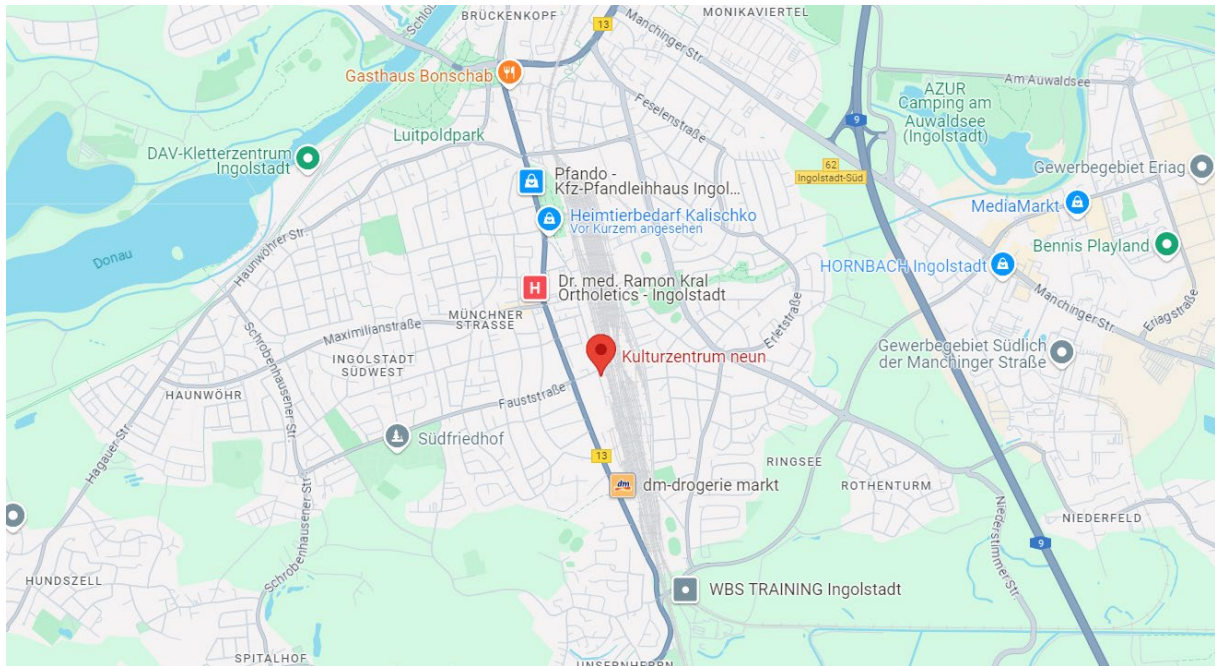 BRÜCKENKOPF
MONIKAVIERTEL
13
Manchinger Str.
Schloß
Gasthaus Bonschab
Am Auwaldsee
AZUR
Camping am
Auwaldsee
(Ingolstadt)
Feselenstraße
9
Luitpoldpark
DAV-Kletterzentrum
Ingolstadt
62
Ingolstadt-Süd
Gewerbegebiet Eriag
Pfando -
Kfz-Pfandleihhaus Ingol...
MediaMarkt
Heimtierbedarf Kalischko
Vor Kurzem angesehen
Haunwöhrer Str.
Donau
Bennis Playland
HORNBACH Ingolstadt
H
Dr. med. Ramon Kral
Ortholetics - Ingolstadt
Manchinger Str.
Eriagstraße
MÜNCHNER
STRASSE
Maximilianstraße
Erletstraße
Schrobenhausener Str.
INGOLSTADT
SÜDWEST
Kulturzentrum neun
Gewerbegebiet Südlich
der Manchinger Straße
HAUNWÖHR
Fauststraße
Hagauer Str.
Südfriedhof
13
RINGSEE
dm
dm-drogerie markt
ROTHENTURM
NIEDERFELD
Niederstimmer Str.
9
Schrobenhausener Str.
HUNDSZELL
WBS TRAINING Ingolstadt
SPITALHOF
UNSERNHERRN